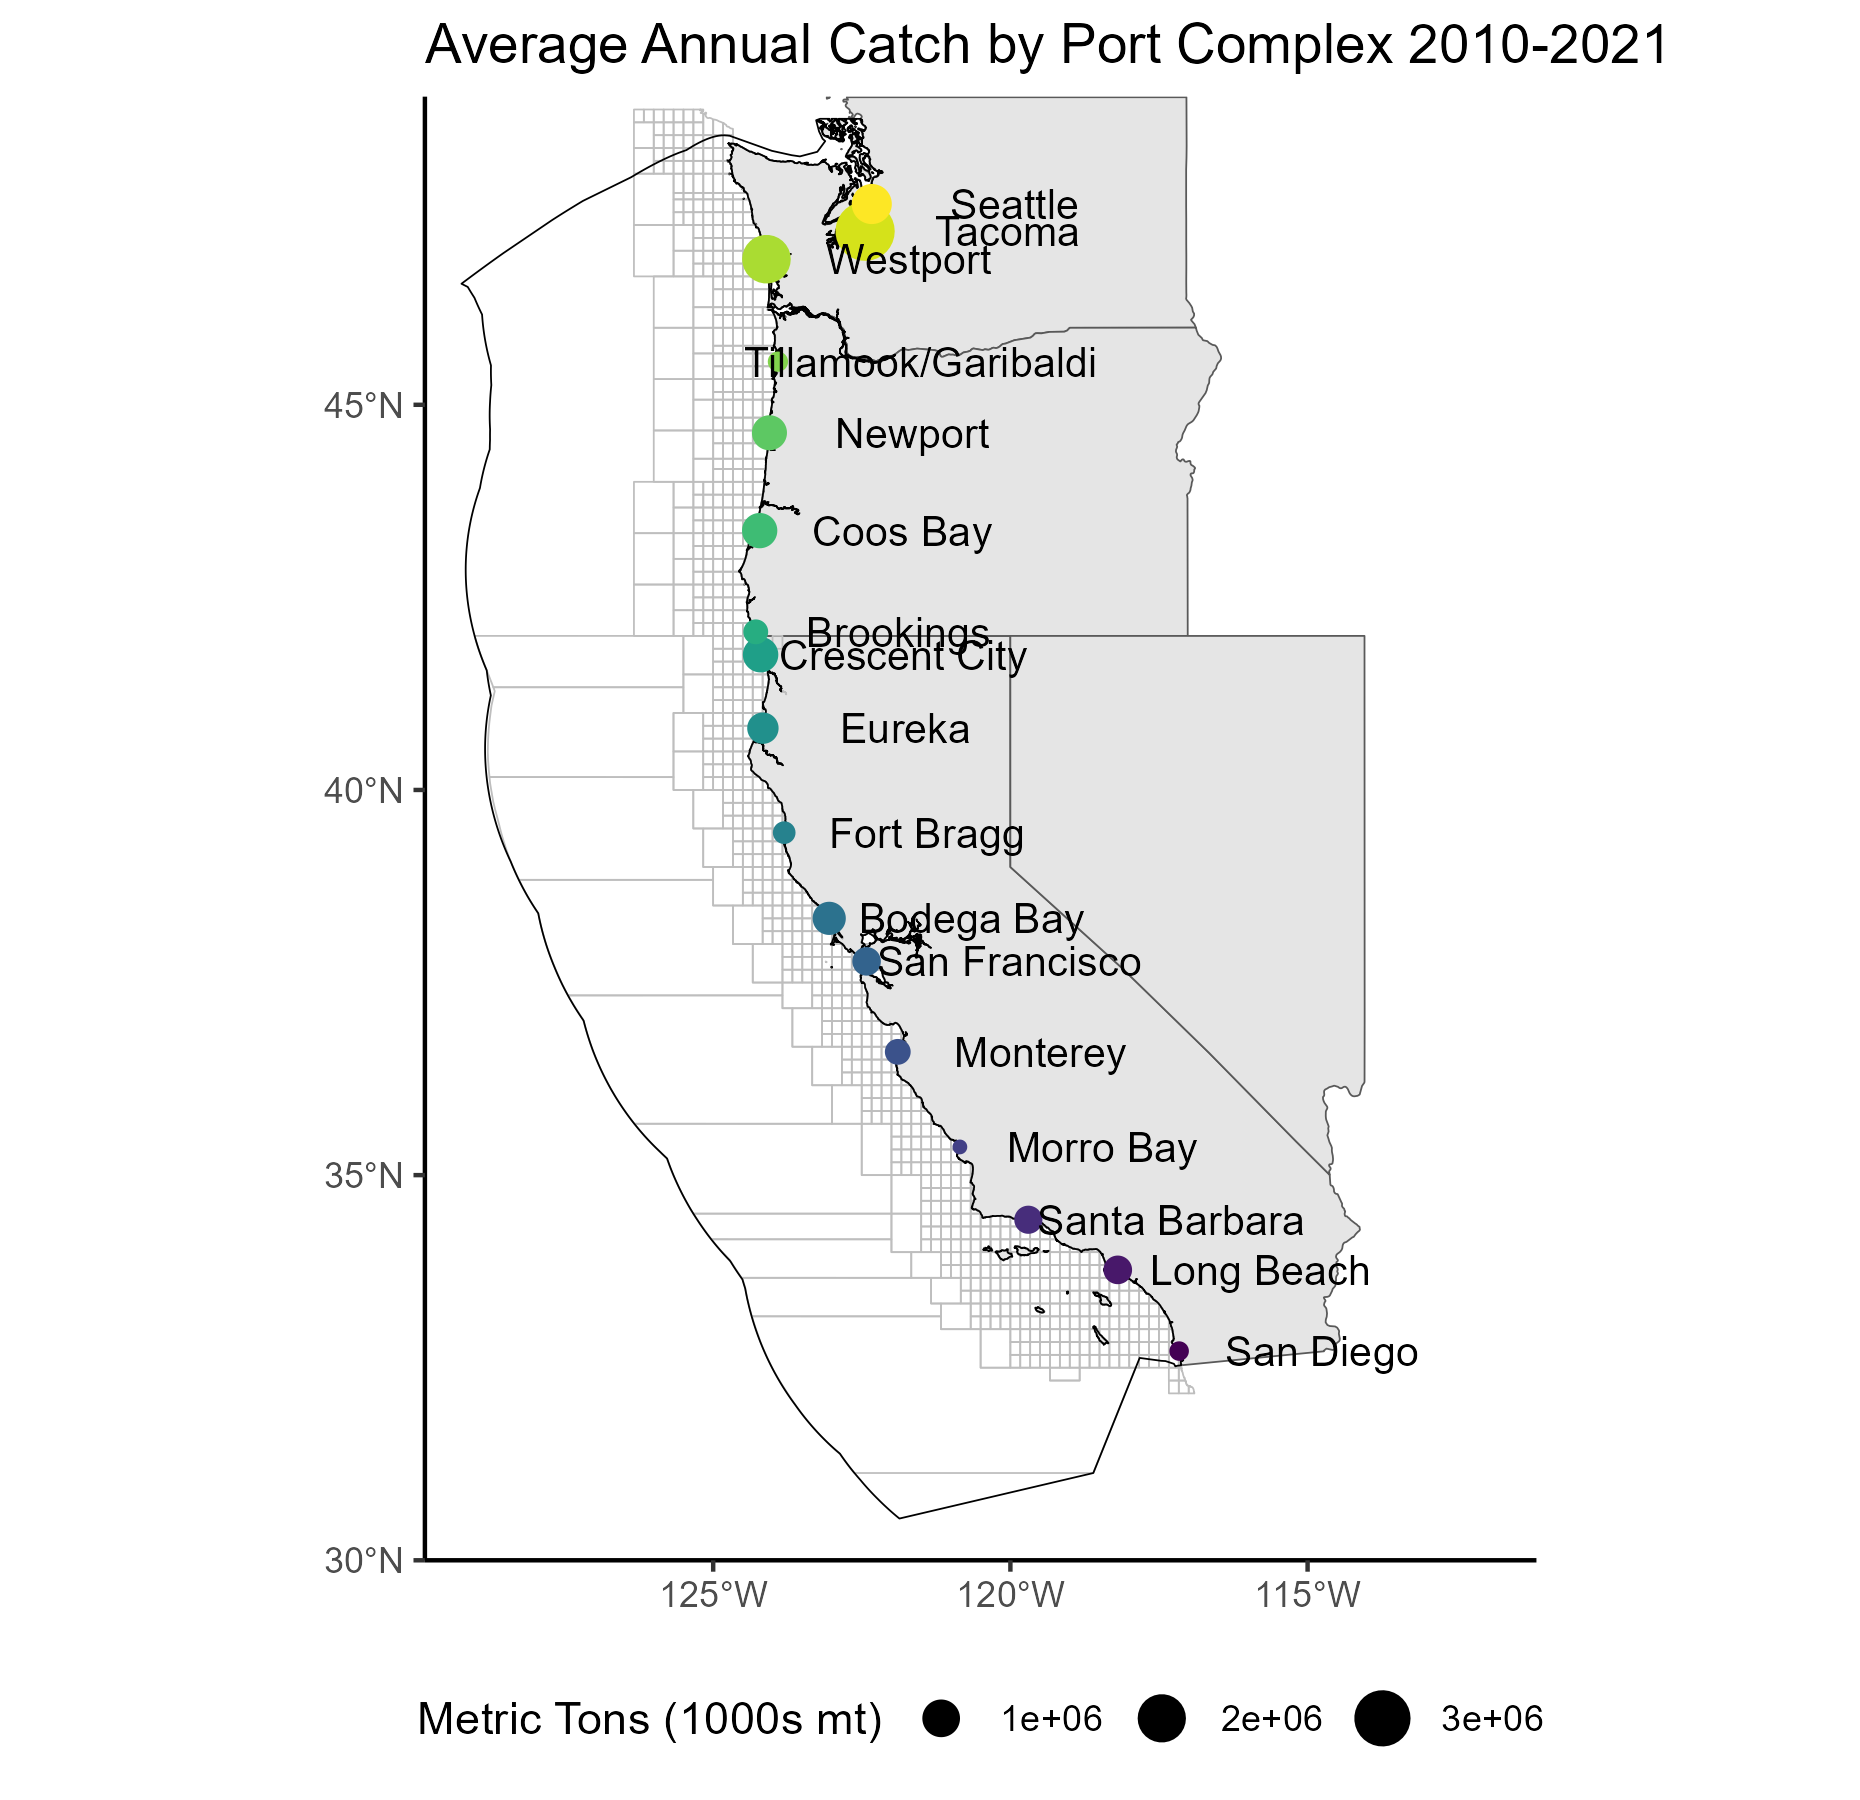 Average Annual Catch by Port Complex 2010-2021
Seattle
Tacoma
Westport
Tillamook/Garibaldi
45°N
Newport
Coos Bay
Brookings
Crescent City
Eureka
40°N
Fort Bragg
Bodega Bay
San Francisco
Monterey
Morro Bay
35°N
Santa Barbara
Long Beach
San Diego
30°N
125°W 120°W 115°W
Metric Tons (1000s mt) 1e+06 2e+06 3e+06